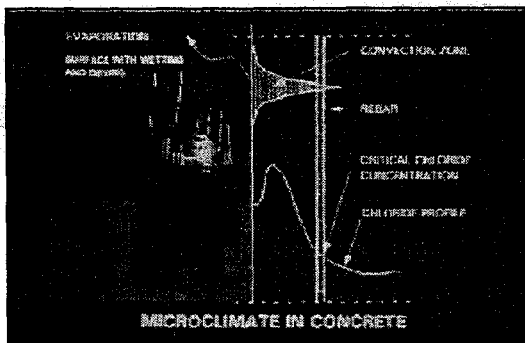 EVAPORATION
SURFACE WITH WETTING
AND DRYING
CONVECTION ZONE
REBAR
CRITICAL CHLORIDE
CONCENTRATION
CHLORIDE PROFILE
MICROCLIMATE IN CONCRETE